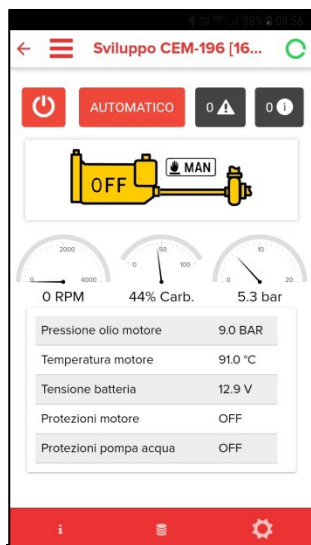 38% 08:56
Sviluppo CEM-196 [16...
AUTOMATICO
0
0
OFF
MAN
2000
0
4000
50
0
100
10
0
20
0 RPM
44% Carb.
5.3 bar
Pressione olio motore 9.0 BAR
Temperatura motore 91.0 °C
Tensione batteria 12.9 V
Protezioni motore OFF
Protezioni pompa acqua OFF